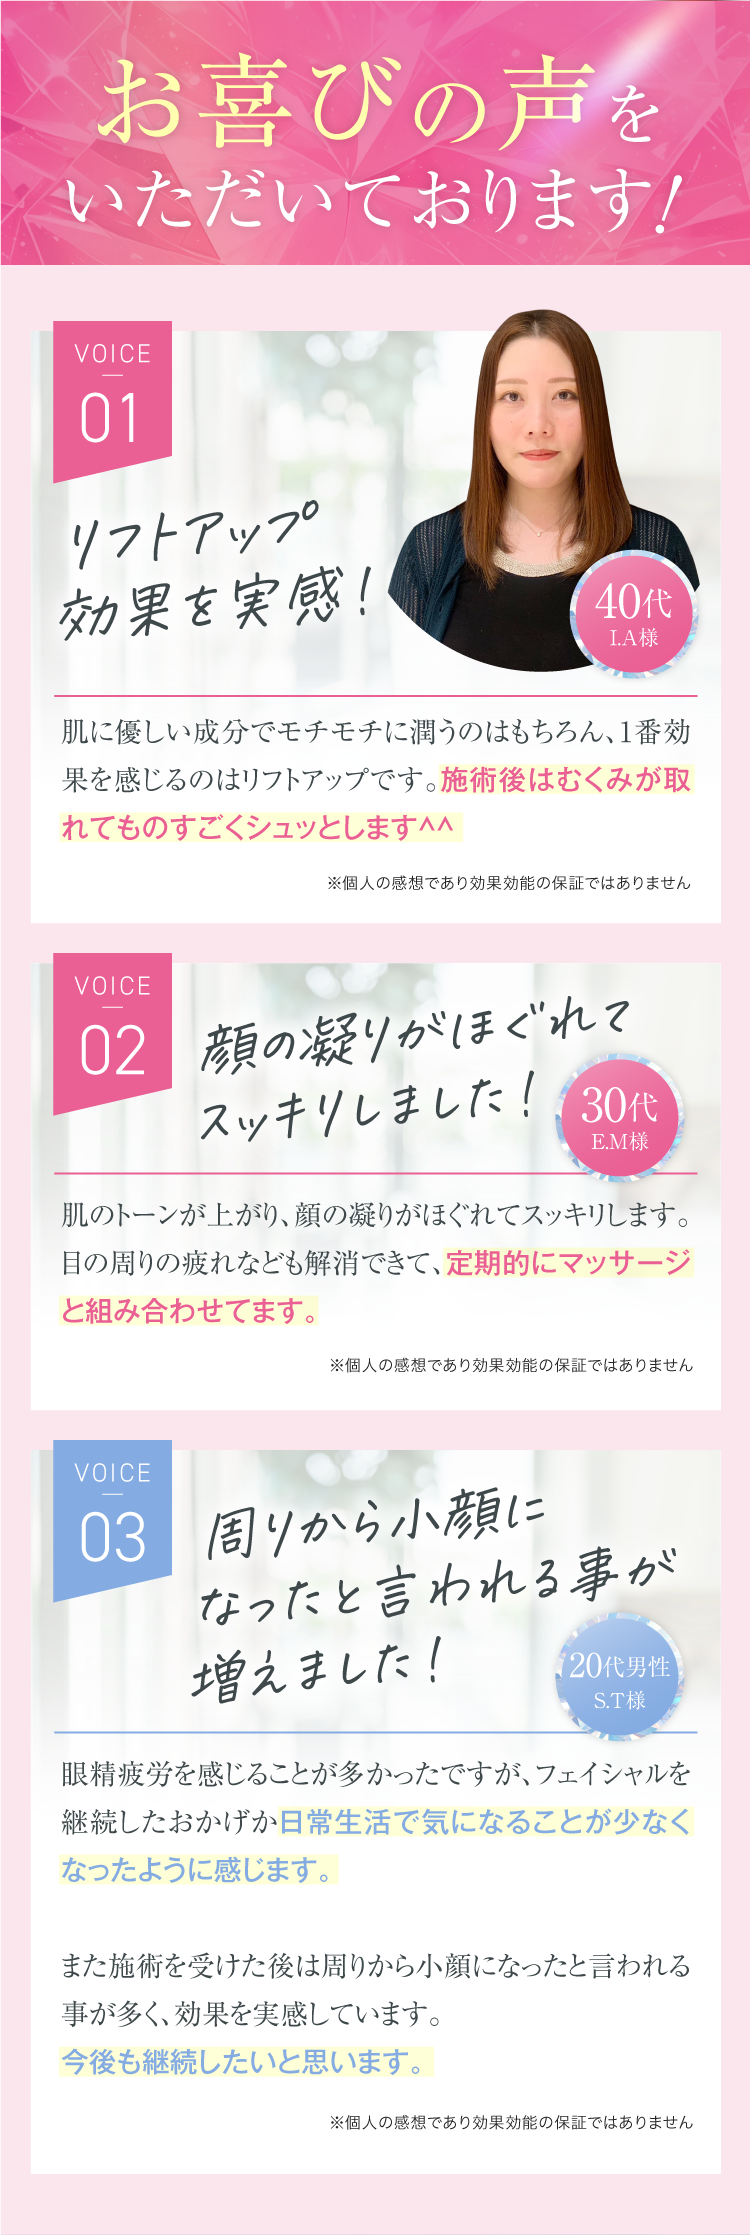 お喜びの声を
いただいております!
VOICE
01
リフトアップ
効果を実感!
40代
I.A様
肌に優しい成分でモチモチに潤うのはもちろん、1番効
果を感じるのはリフトアップです。施術後はむくみが取
れてものすごくシュッとします^^
※個人の感想であり効果効能の保証ではありません
VOICE
02
顔の凝りがほぐれて
スッキリしました!
30代
E.M様
肌のトーンが上がり、顔の凝りがほぐれてスッキリします。
目の周りの疲れなども解消できて、定期的にマッサージ
と組み合わせてます。
※個人の感想であり効果効能の保証ではありません
VOICE
03
周りから小顔に
なったと言われる事が
増えました!
20代男性
S.T様
眼精疲労を感じることが多かったですが、フェイシャルを
継続したおかげか日常生活で気になることが少なく
なったように感じます。
また施術を受けた後は周りから小顔になったと言われる
事が多く、効果を実感しています。
今後も継続したいと思います。
※個人の感想であり効果効能の保証ではありません